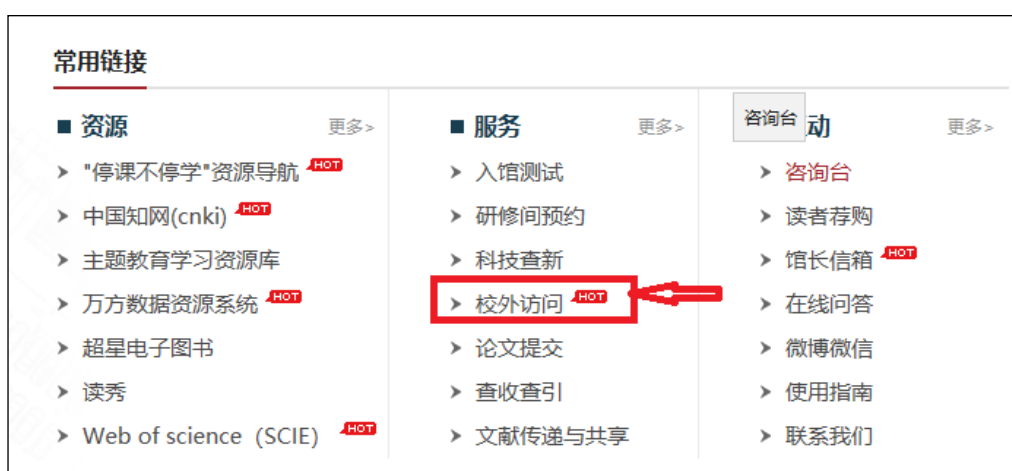 常用链接
资源 更多>
"停课不停学"资源导航 HOT
中国知网(cnki) HOT
主题教育学习资源库
万方数据资源系统 HOT
超星电子图书
读秀
Web of science (SCIE) HOT
服务 更多>
入馆测试
研修间预约
科技查新
校外访问 HOT
论文提交
查收查引
文献传递与共享
咨询台
动 更多>
咨询台
读者荐购
馆长信箱 HOT
在线问答
微博微信
使用指南
联系我们